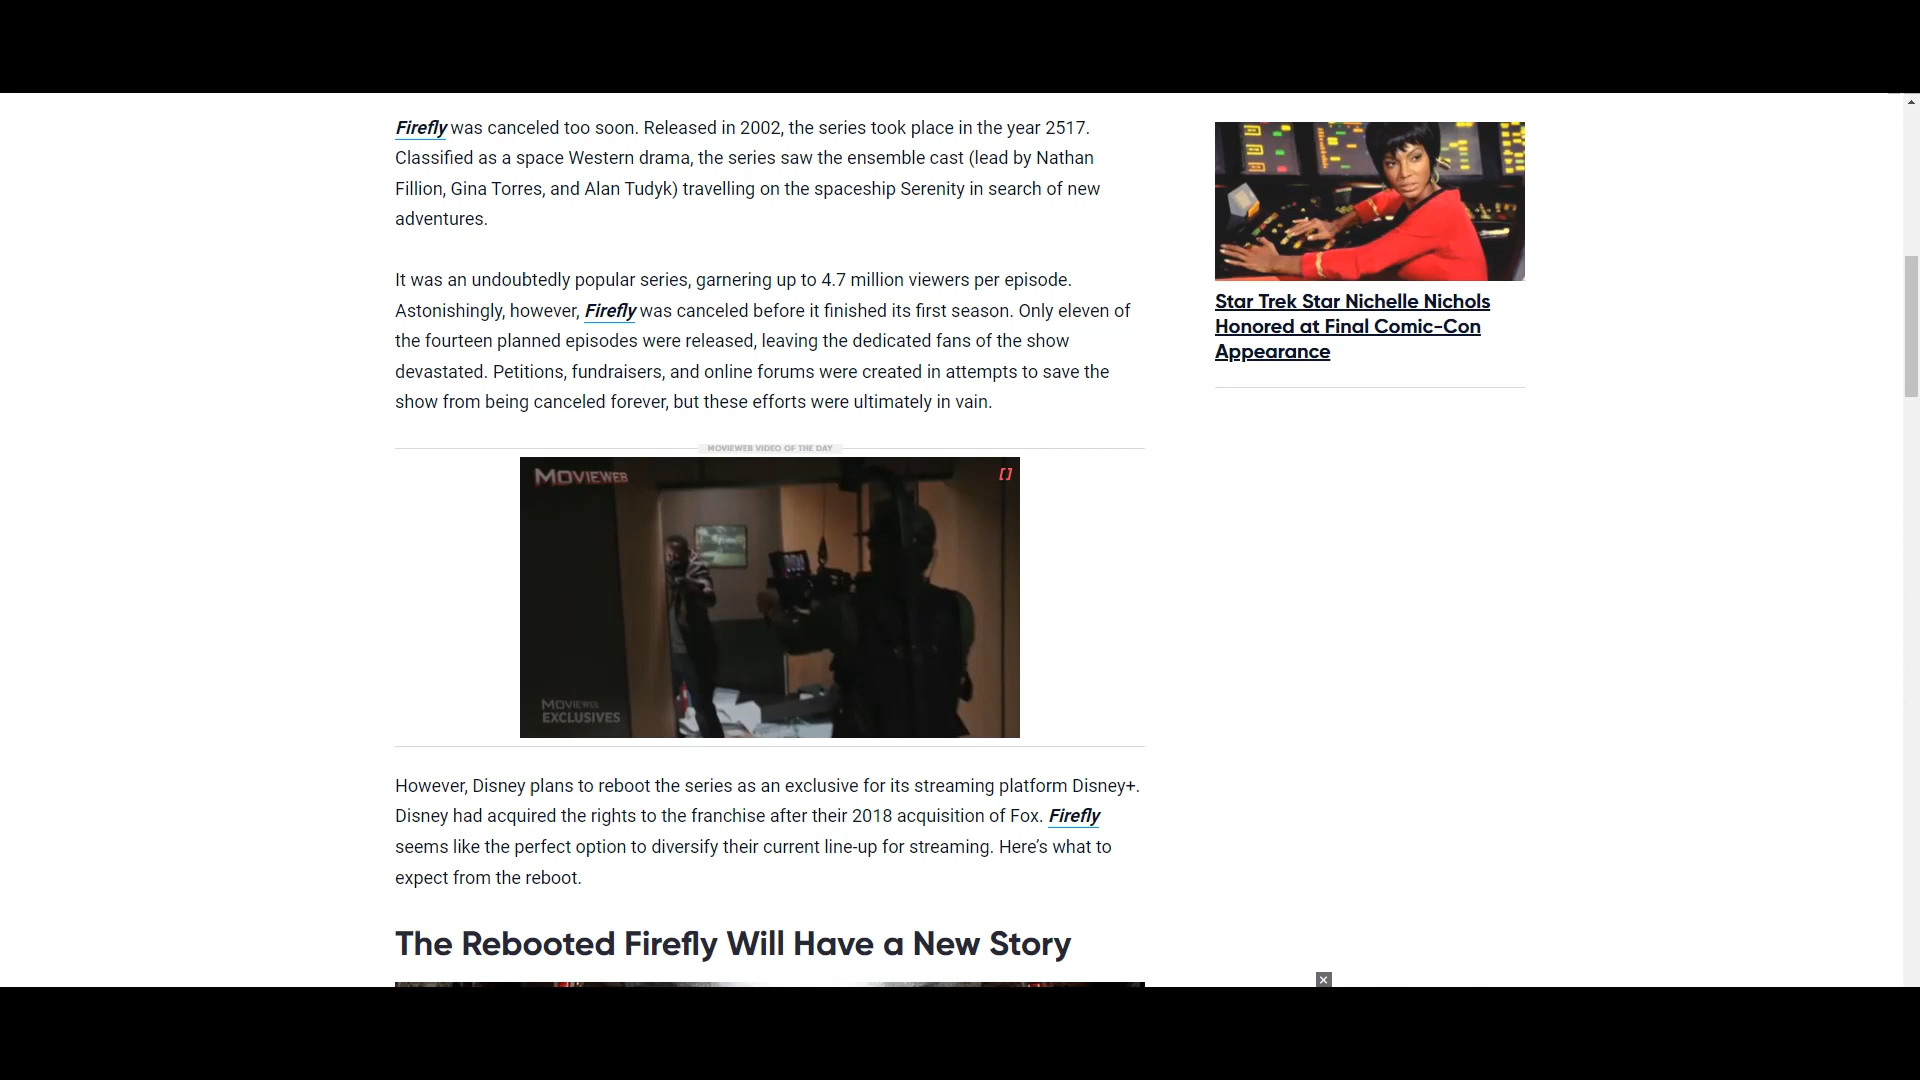 Firefly was canceled too soon. Released in 2002, the series took place in the year 2517.
Classified as a space Western drama, the series saw the ensemble cast (lead by Nathan
Fillion, Gina Torres, and Alan Tudyk) travelling on the spaceship Serenity in search of new
adventures.
It was an undoubtedly popular series, garnering up to 4.7 million viewers per episode.
Astonishingly, however, Firefly was canceled before it finished its first season. Only eleven of
the fourteen planned episodes were released, leaving the dedicated fans of the show
devastated. Petitions, fundraisers, and online forums were created in attempts to save the
show from being canceled forever, but these efforts were ultimately in vain.
MOVIEWEB VIDEO OF THE DAY
MOVIEWEB
MOVIEWEB
EXCLUSIVES
However, Disney plans to reboot the series as an exclusive for its streaming platform Disney+.
Disney had acquired the rights to the franchise after their 2018 acquisition of Fox. Firefly
seems like the perfect option to diversify their current line-up for streaming. Here’s what to
expect from the reboot.
The Rebooted Firefly Will Have a New Story
Star Trek Star Nichelle Nichols
Honored at Final Comic-Con
Appearance